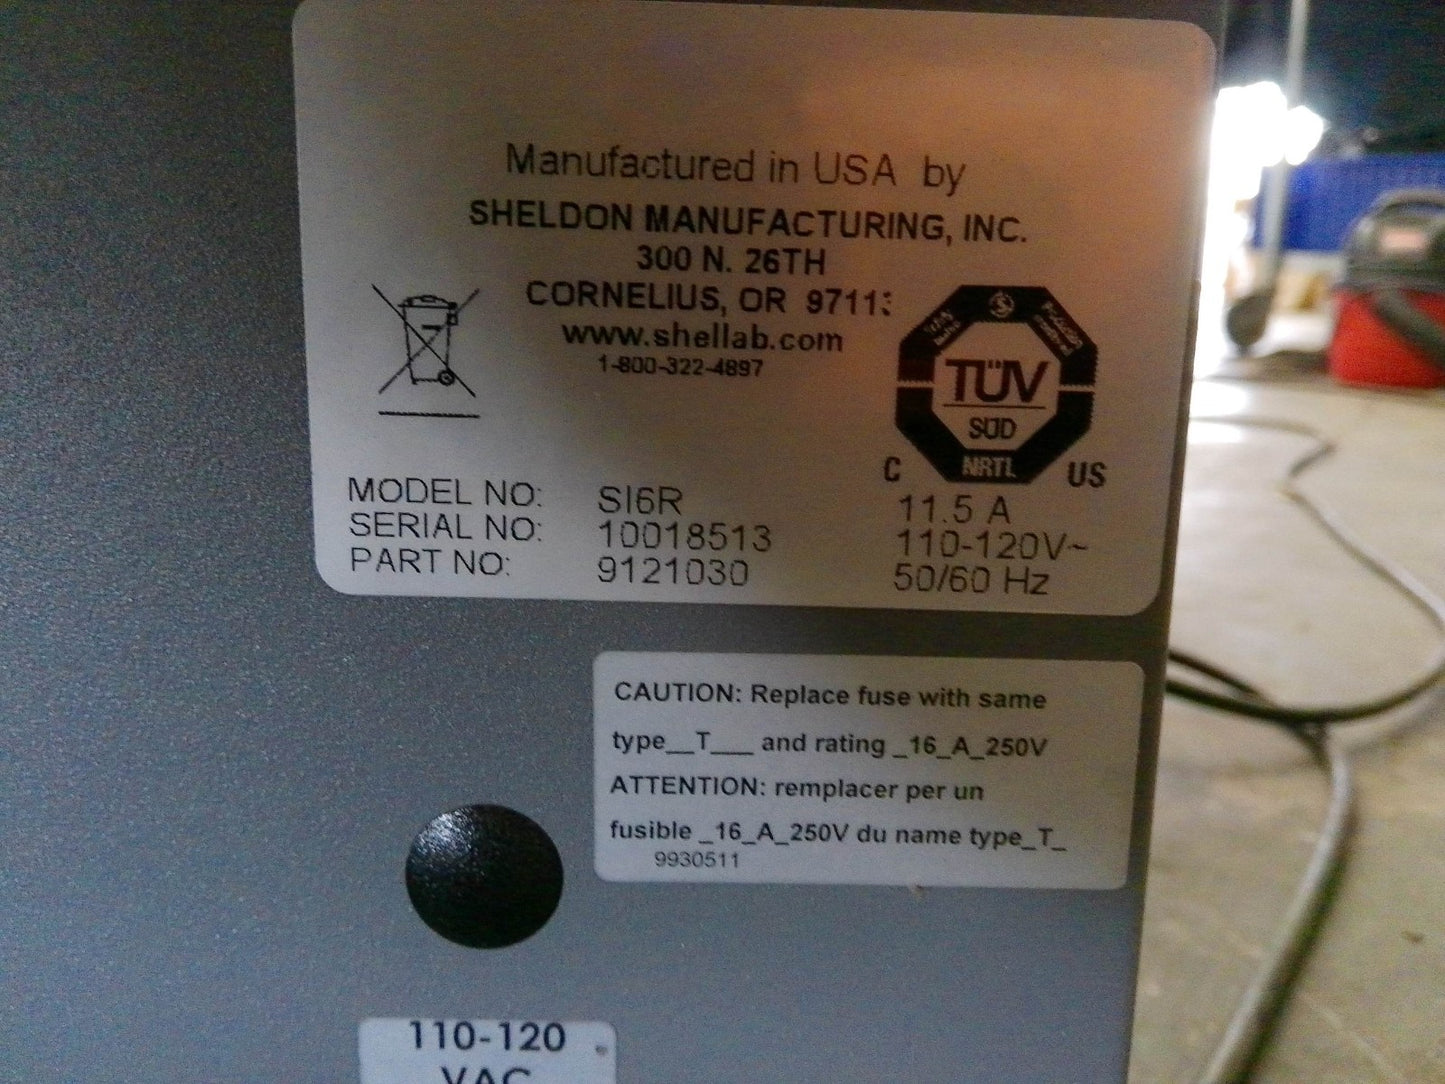 Manufactured in USA by
SHELDON MANUFACTURING, INC.
300 N. 26TH
CORNELIUS, OR 97113
www.shellab.com
1-800-322-4897
TÜV
SÜD
NRTL
C US
MODEL NO: SI6R 11.5 A
SERIAL NO: 10018513 110-120V~
PART NO: 9121030 50/60 Hz
CAUTION: Replace fuse with same
type__T___ and rating _16_A_250V
ATTENTION: remplacer per un
fusible _16_A_250V du name type_T_
9930511
110-120
VAC